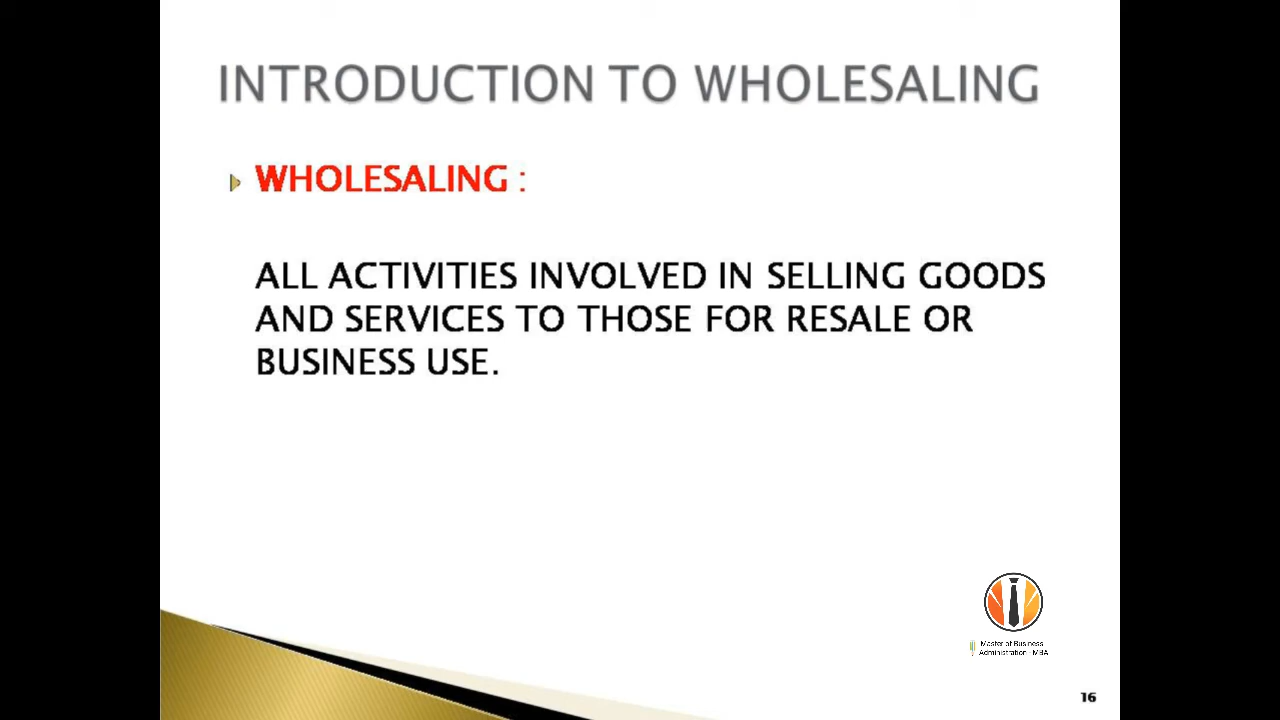 INTRODUCTION TO WHOLESALING
WHOLESALING :
ALL ACTIVITIES INVOLVED IN SELLING GOODS
AND SERVICES TO THOSE FOR RESALE OR
BUSINESS USE.
Master of Business
Administration - MBA
16